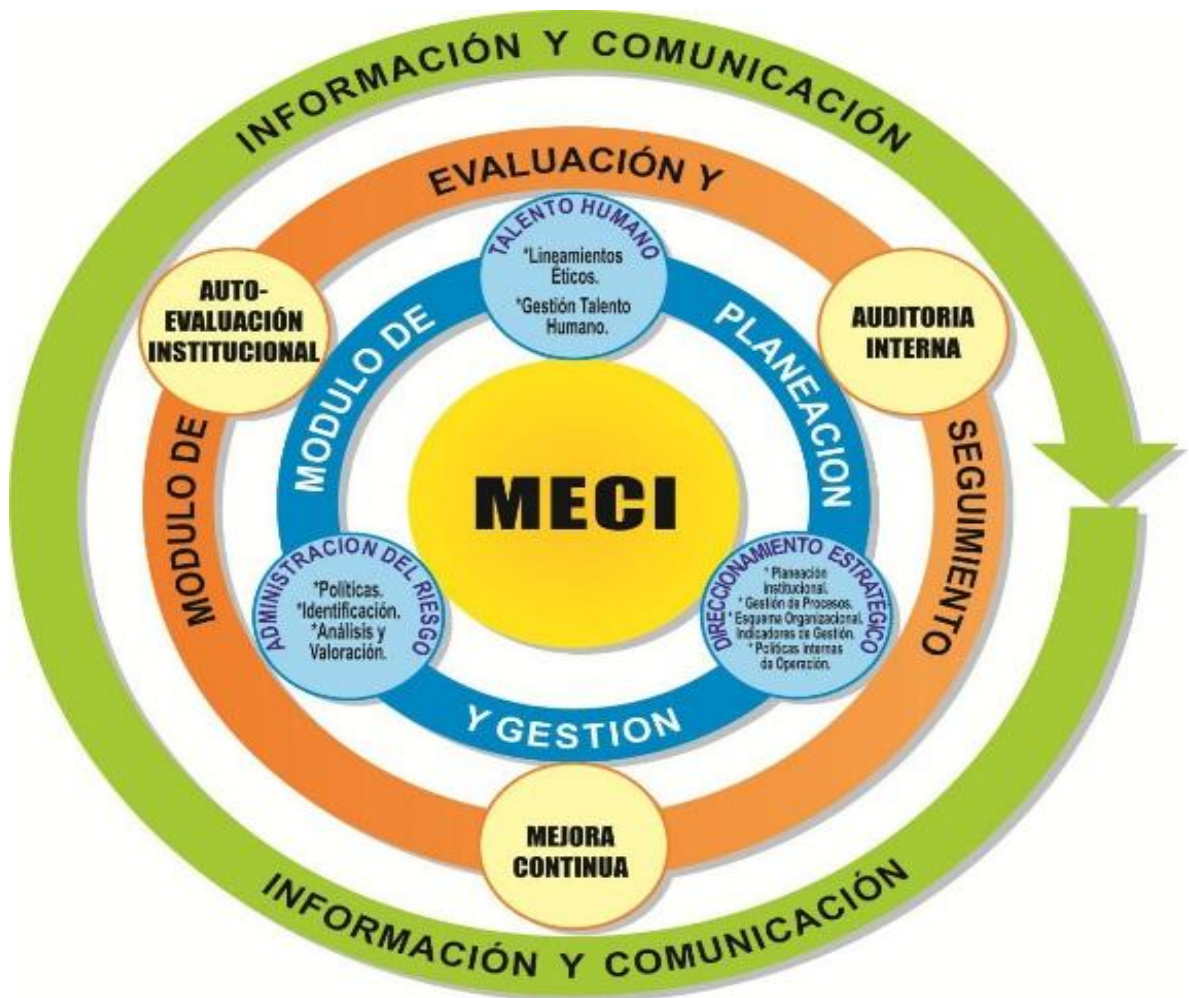 INFORMACIÓN Y COMUNICACIÓN
EVALUACIÓN Y
TALENTO HUMANO
*Lineamientos
Éticos.
*Gestión Talento
Humano.
AUTO-
EVALUACIÓN
INSTITUCIONAL
AUDITORIA
INTERNA
MODULO DE
PLANEACION
MODULO DE
SEGUIMIENTO
MECI
ADMINISTRACION DEL RIESGO
*Políticas.
*Identificación.
*Análisis y
Valoración.
DIRECCIONAMIENTO ESTRATÉGICO
* Planeación
institucional.
* Gestión de Procesos.
* Esquema Organizacional.
Indicadores de Gestión.
* Políticas Internas
de Operación.
Y GESTION
MEJORA
CONTINUA
INFORMACIÓN Y COMUNICACIÓN